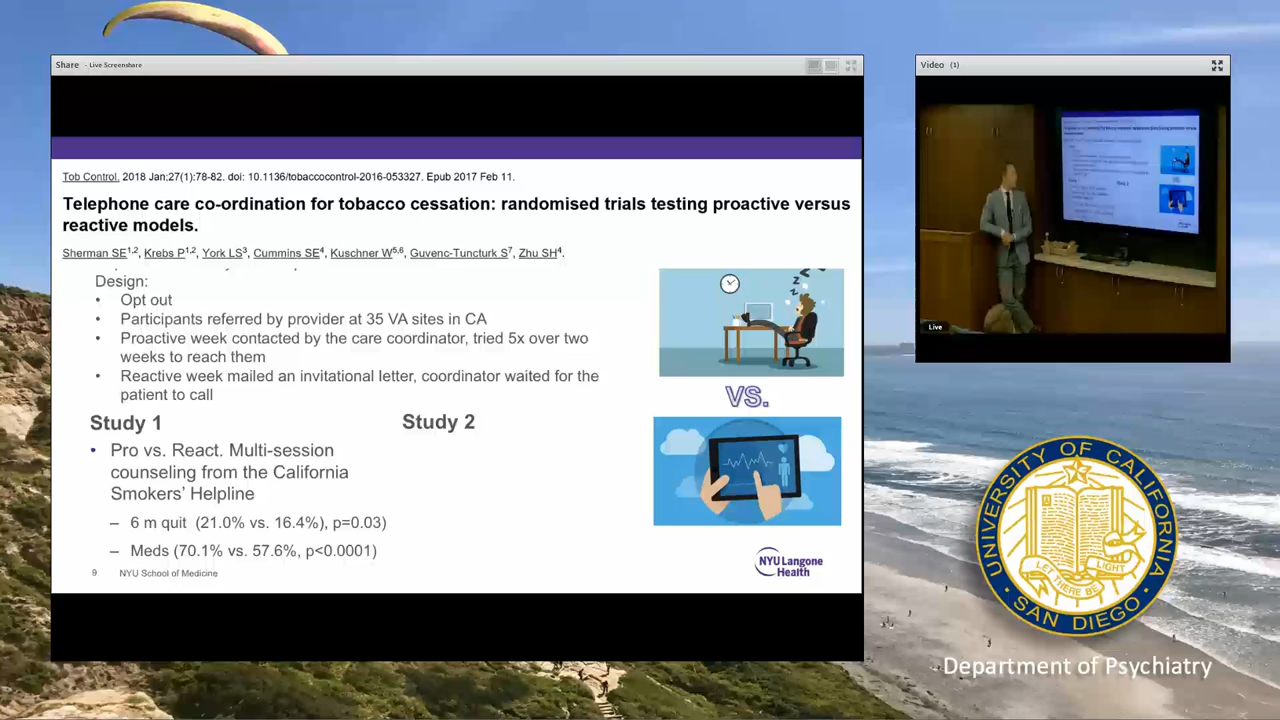 Share - Live Screenshare
Tob Control. 2018 Jan;27(1):78-82. doi: 10.1136/tobaccocontrol-2016-053327. Epub 2017 Feb 11.
Telephone care co-ordination for tobacco cessation: randomised trials testing proactive versus
reactive models.
Sherman SE1,2, Krebs P1,2, York LS3, Cummins SE4, Kuschner W5,6, Guvenc-Tuncturk S7, Zhu SH4.
Design:
• Opt out
• Participants referred by provider at 35 VA sites in CA
• Proactive week contacted by the care coordinator, tried 5x over two
weeks to reach them
• Reactive week mailed an invitational letter, coordinator waited for the
patient to call
Study 1
• Pro vs. React. Multi-session
counseling from the California
Smokers' Helpline
– 6 m quit (21.0% vs. 16.4%), p=0.03)
– Meds (70.1% vs. 57.6%, p<0.0001)
Study 2
z z z z
VS.
9 NYU School of Medicine
NYU Langone
Health
Video (1)
Live
UNIVERSITY OF CALIFORNIA
LET THERE BE LIGHT
SAN DIEGO
Department of Psychiatry